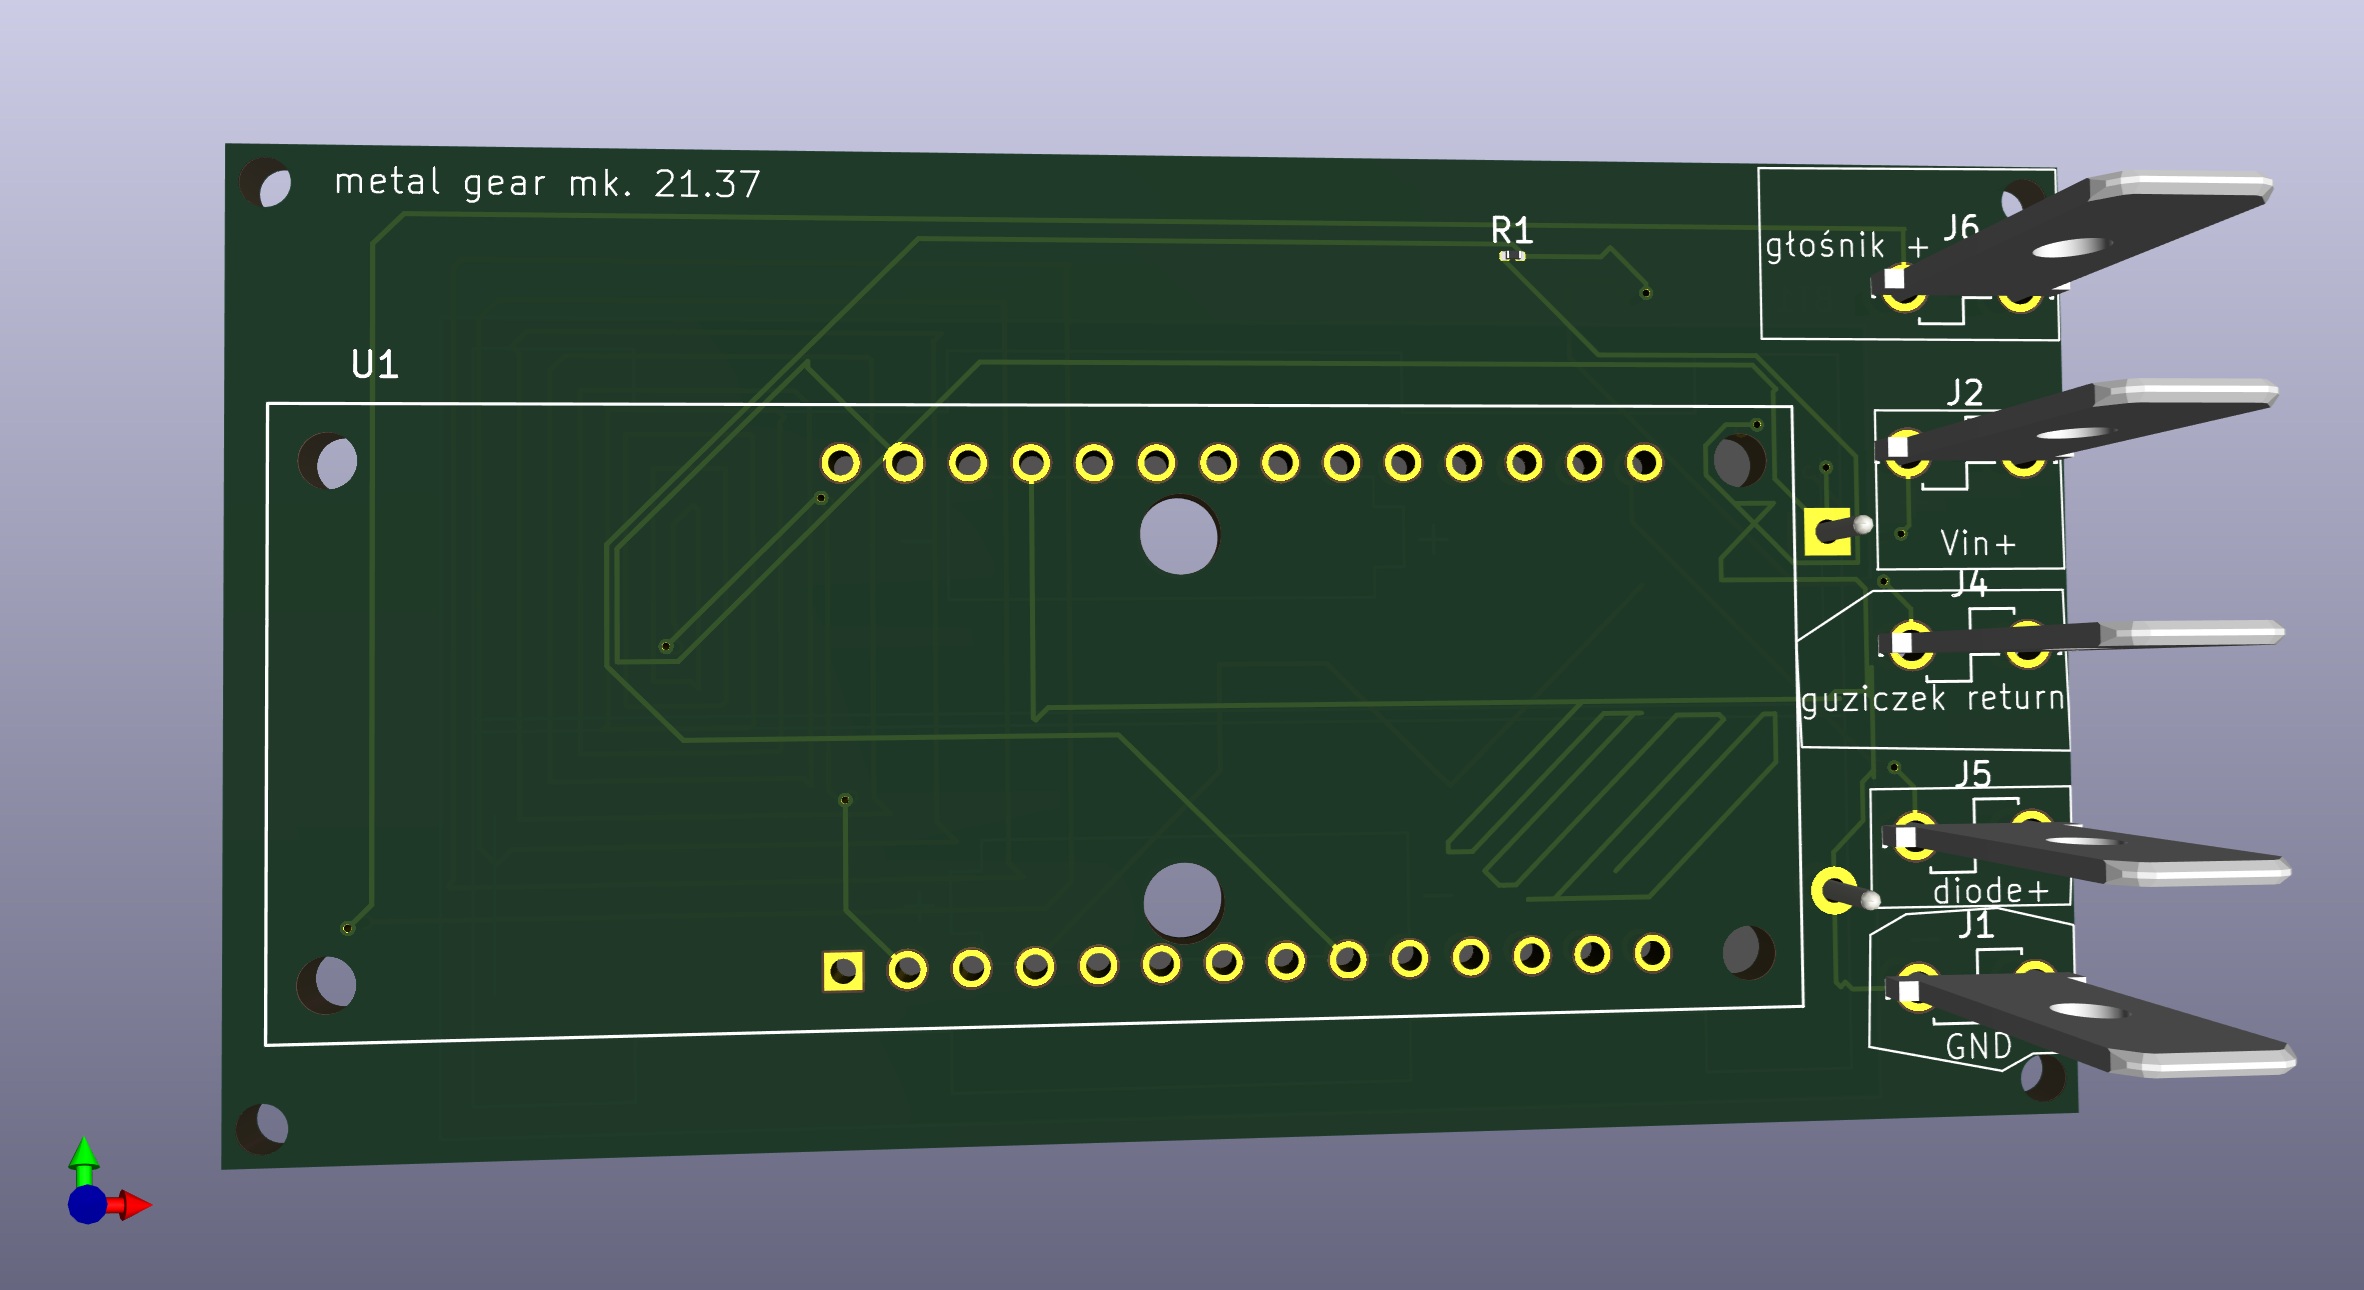 metal gear mk. 21.37
R1
J6
głośnik +
U1
J2
Vin+
J4
guziczek return
J5
diode+
J1
GND